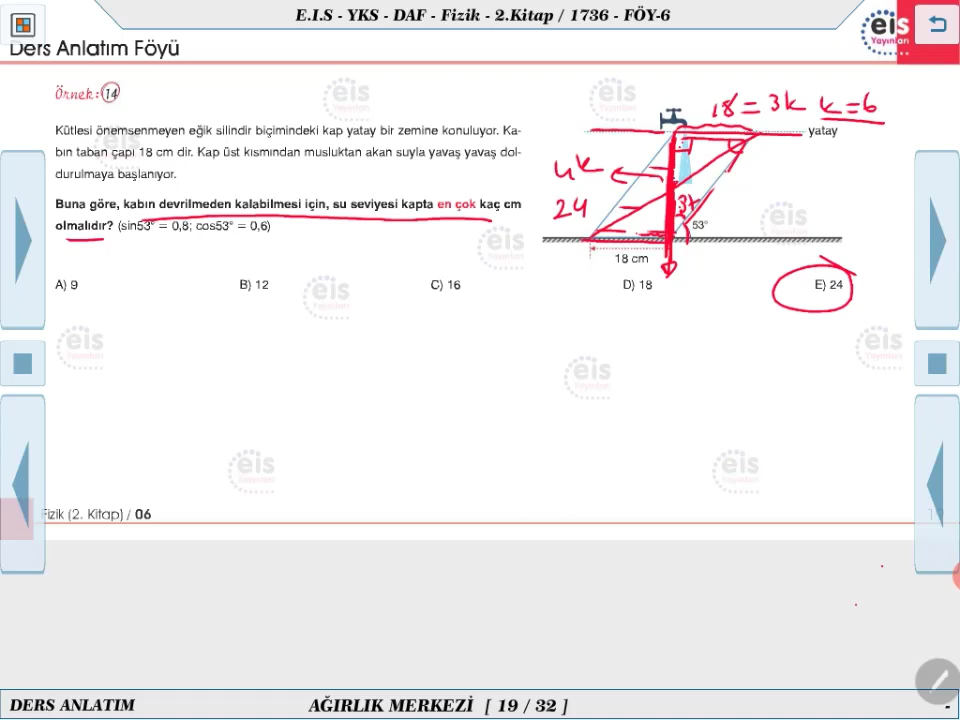 E.I.S - YKS - DAF - Fizik - 2.Kitap / 1736 - FÖY-6
eis
Yayınları
Ders Anlatım Föyü
Örnek: 14
18 = 3k k = 6
yatay
Kütlesi önemsenmeyen eğik silindir biçimindeki kap yatay bir zemine konuluyor. Ka-
bın taban çapı 18 cm dir. Kap üst kısmından musluktan akan suyla yavaş yavaş dol-
durulmaya başlanıyor.
4k
24
Buna göre, kabın devrilmeden kalabilmesi için, su seviyesi kapta en çok kaç cm
olmalıdır? (sin53° = 0,8; cos53° = 0,6)
37
53°
18 cm
A) 9
B) 12
C) 16
D) 18
E) 24
Fizik (2. Kitap) / 06
DERS ANLATIM
AĞIRLIK MERKEZİ [ 19 / 32 ]
-